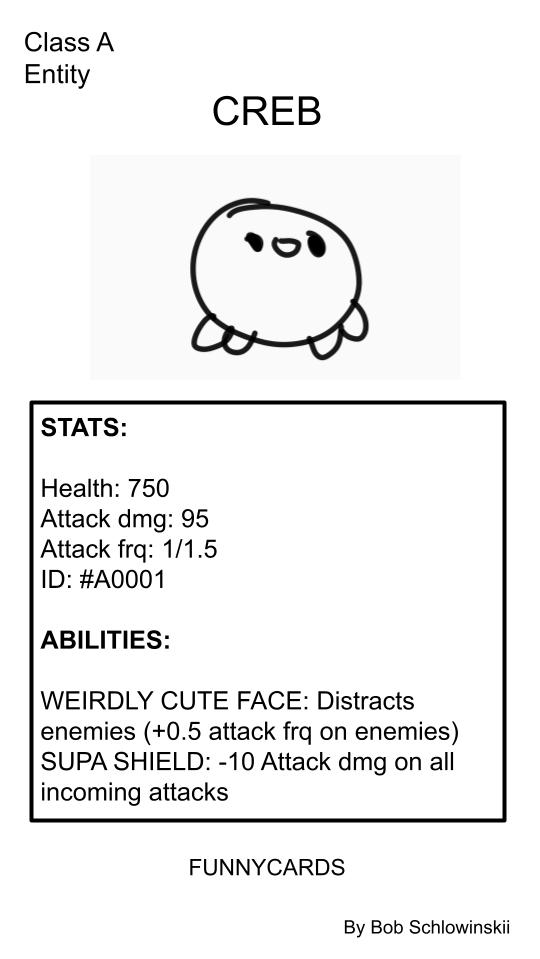 Class A
Entity
CREB
STATS:
Health: 750
Attack dmg: 95
Attack frq: 1/1.5
ID: #A0001
ABILITIES:
WEIRDLY CUTE FACE: Distracts
enemies (+0.5 attack frq on enemies)
SUPA SHIELD: -10 Attack dmg on all
incoming attacks
FUNNYCARDS
By Bob Schlowinskii